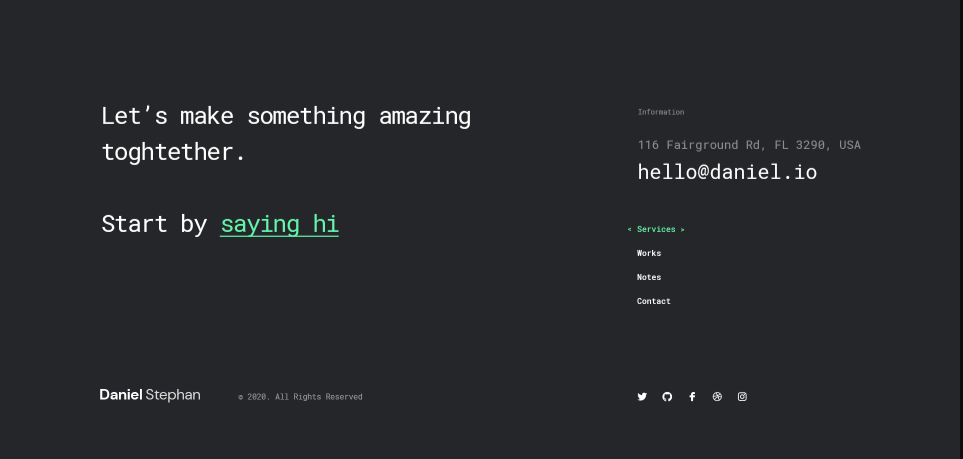 Let’s make something amazing
toghtether.
Start by saying hi
Information
116 Fairground Rd, FL 3290, USA
hello@daniel.io
< Services >
Works
Notes
Contact
Daniel Stephan
© 2020. All Rights Reserved